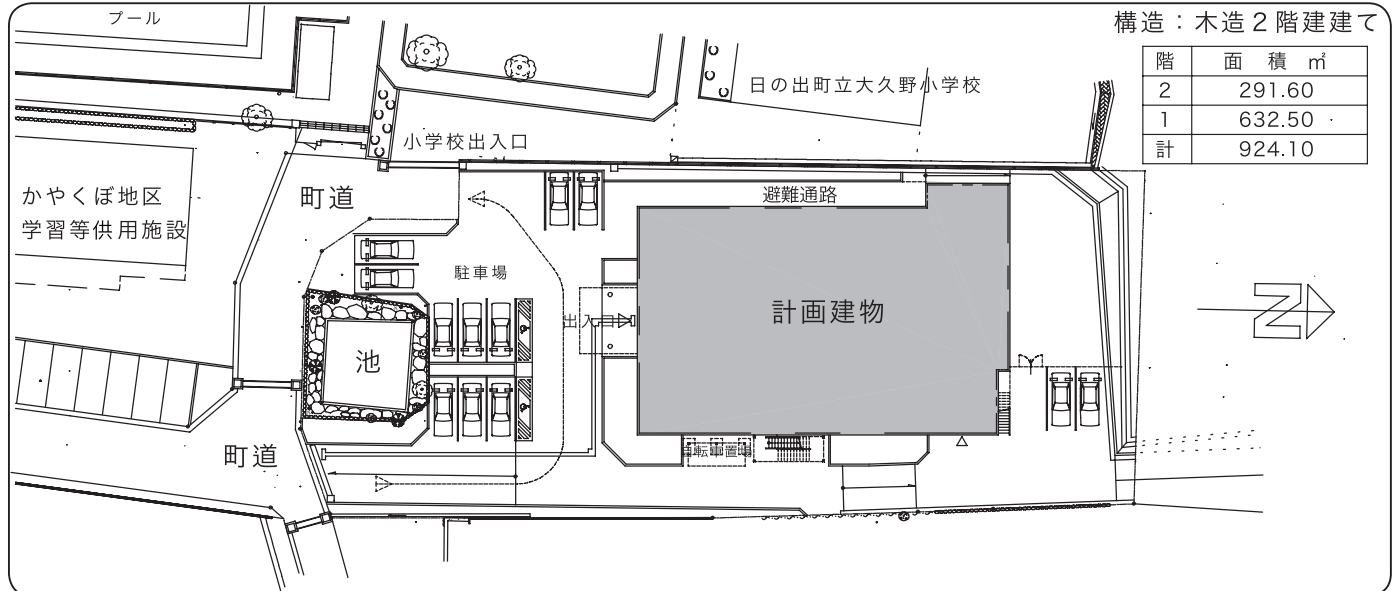 プール
構造：木造２階建建て
階 面 積 ㎡
2 291.60
1 632.50
計 924.10
日の出町立大久野小学校
小学校出入口
かやくぼ地区
学習等供用施設
町道
避難通路
駐車場
出入口
計画建物
池
町道
自転車置場
N